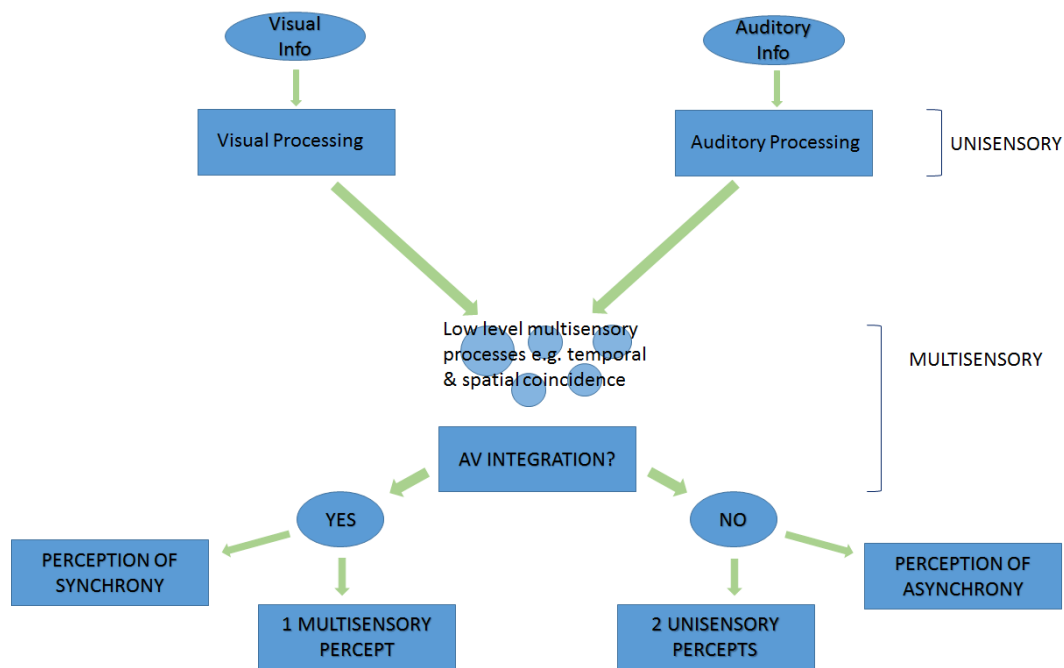 Visual
Info
Auditory
Info
Visual Processing
Auditory Processing
UNISENSORY
Low level multisensory
processes e.g. temporal
& spatial coincidence
MULTISENSORY
AV INTEGRATION?
YES
NO
PERCEPTION OF
SYNCHRONY
PERCEPTION OF
ASYNCHRONY
1 MULTISENSORY
PERCEPT
2 UNISENSORY
PERCEPTS